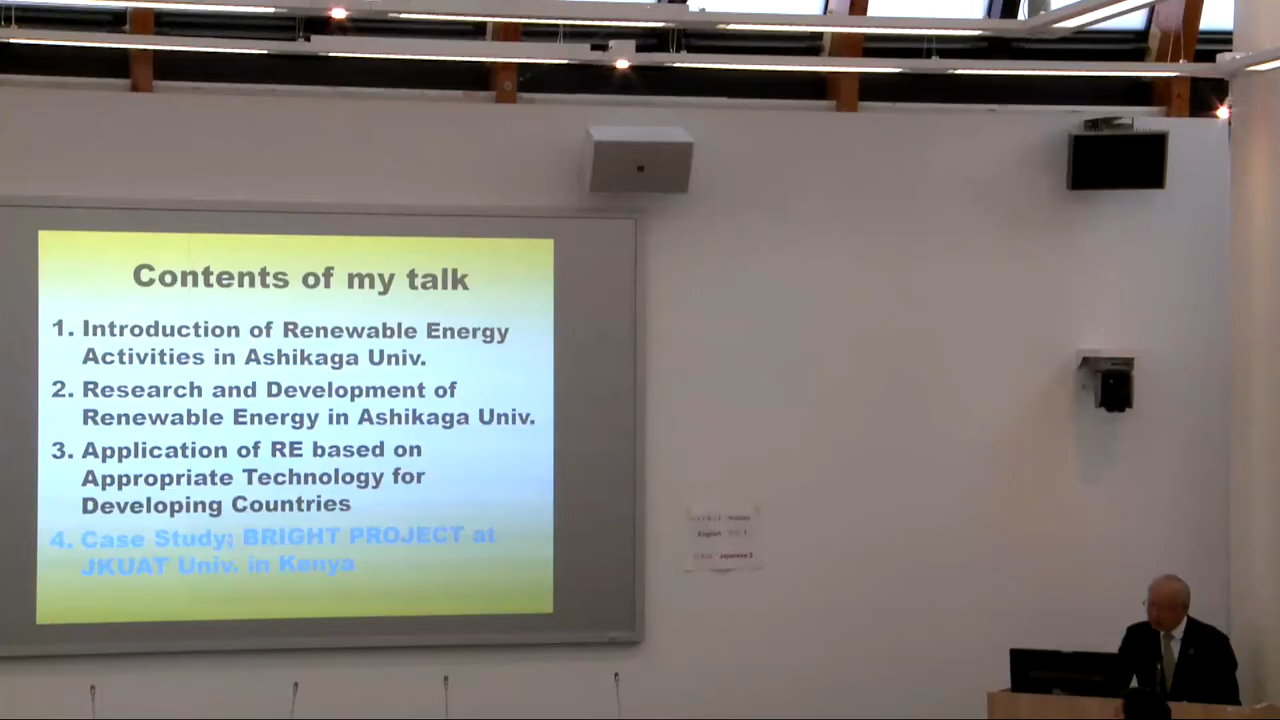 Contents of my talk
1. Introduction of Renewable Energy
Activities in Ashikaga Univ.
2. Research and Development of
Renewable Energy in Ashikaga Univ.
3. Application of RE based on
Appropriate Technology for
Developing Countries
4. Case Study; BRIGHT PROJECT at
JKUAT Univ. in Kenya
English
Japanese 2